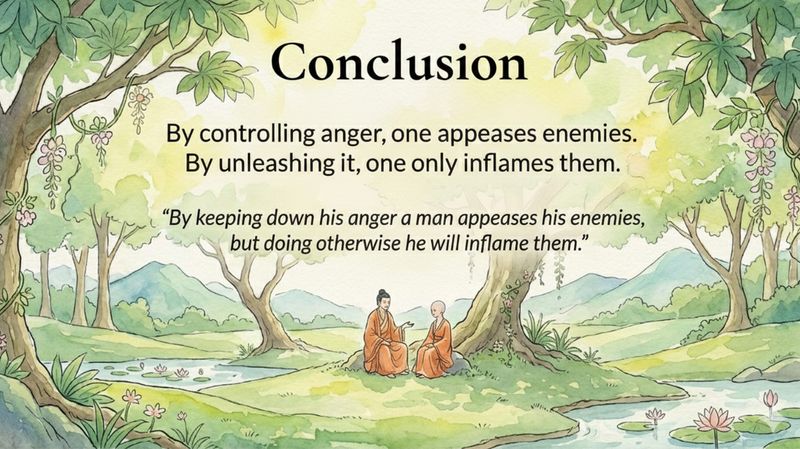 Conclusion
By controlling anger, one appeases enemies.
By unleashing it, one only inflames them.
“By keeping down his anger a man appeases his enemies,
but doing otherwise he will inflame them.”